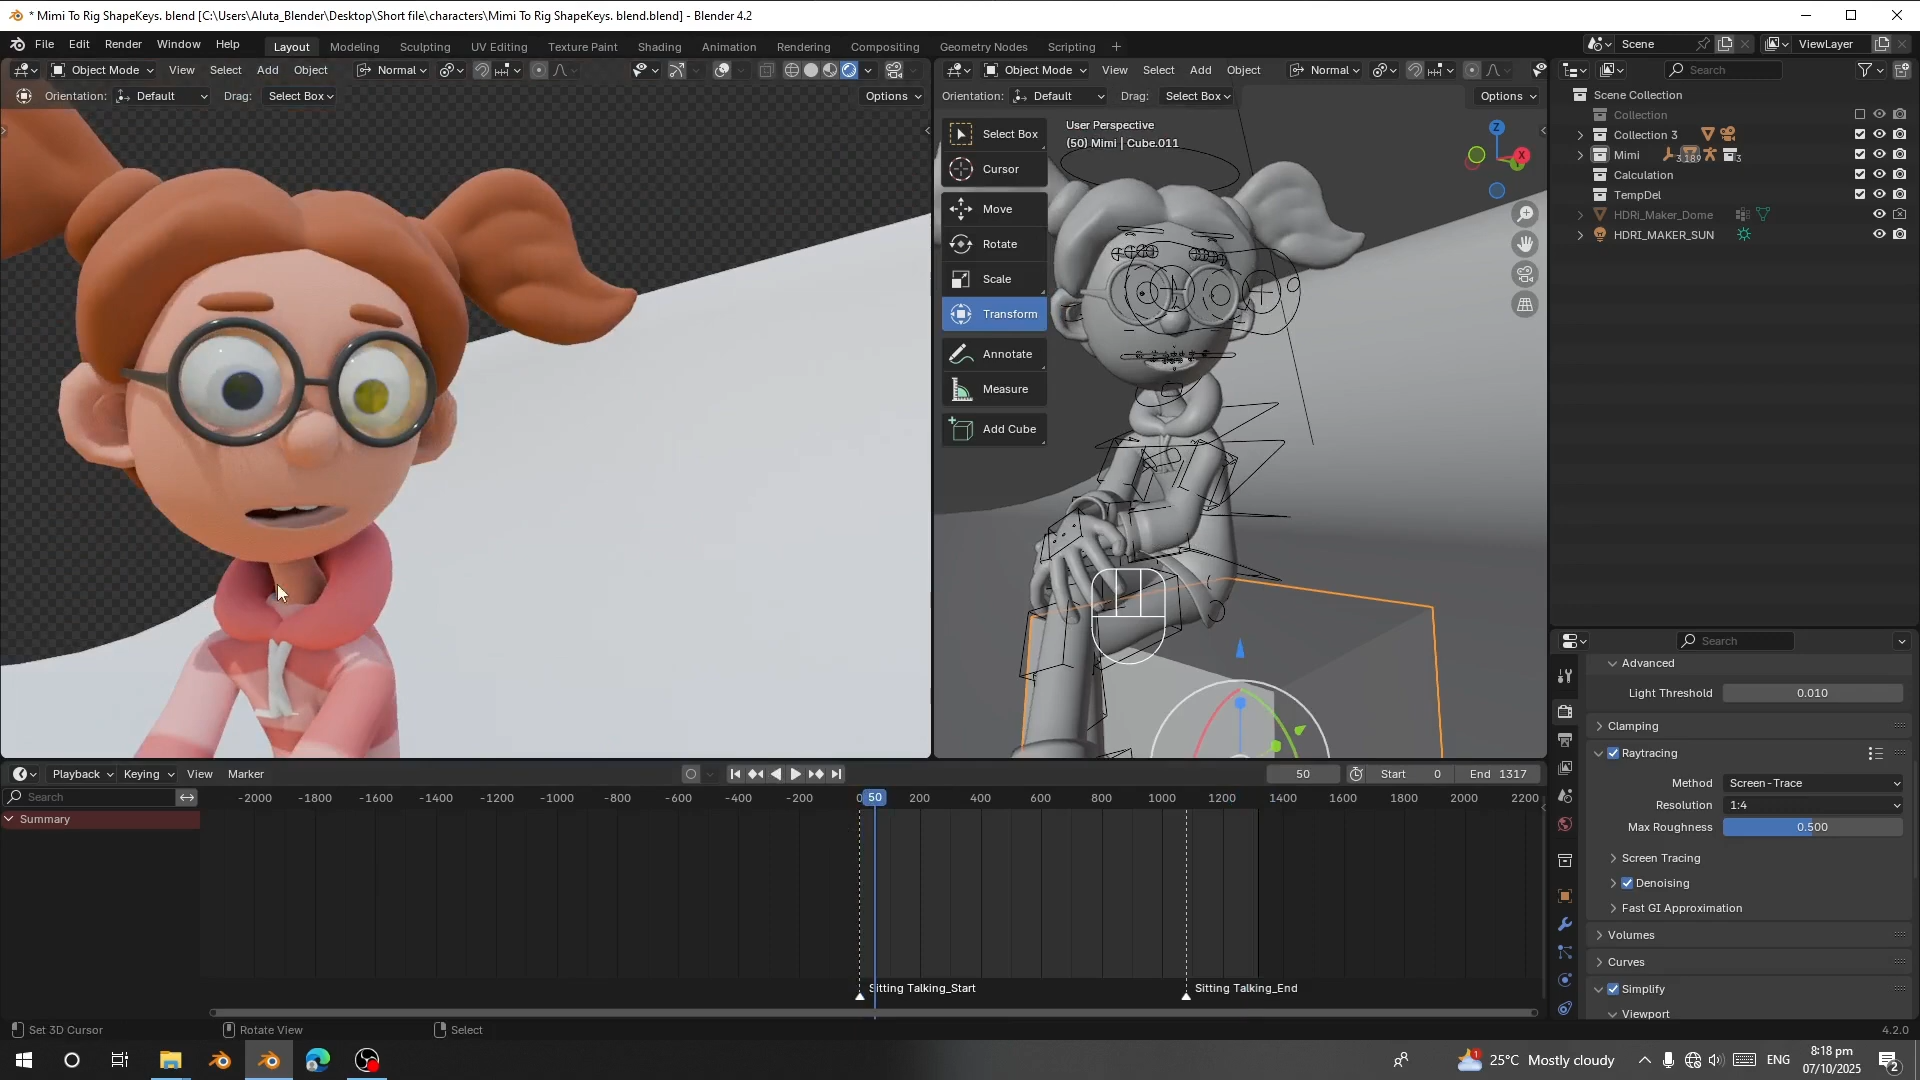 * Mimi To Rig ShapeKeys. blend [C:\Users\Aluta_Blender\Desktop\Short file\characters\Mimi To Rig ShapeKeys. blend.blend] - Blender 4.2
File Edit Render Window Help Layout Modeling Sculpting UV Editing Texture Paint Shading Animation Rendering Compositing Geometry Nodes Scripting + Scene ViewLayer
Object Mode View Select Add Object Normal Object Mode View Select Add Object Normal Search
Orientation: Default Drag: Select Box Options Orientation: Default Drag: Select Box Options
Scene Collection
Collection
Collection 3
Mimi 3 189 3
Calculation
TempDel
HDRi_Maker_Dome
HDRI_MAKER_SUN
Select Box
Cursor
Move
Rotate
Scale
Transform
Annotate
Measure
Add Cube
User Perspective
(50) Mimi | Cube.011
Z
X
Y
Search
Advanced
Light Threshold 0.010
Clamping
Raytracing
Method Screen-Trace
Resolution 1:4
Max Roughness 0.500
Screen Tracing
Denoising
Fast GI Approximation
Volumes
Curves
Simplify
Viewport
Playback Keying View Marker 50 Start 0 End 1317
Search -2000 -1800 -1600 -1400 -1200 -1000 -800 -600 -400 -200 0 50 200 400 600 800 1000 1200 1400 1600 1800 2000 2200
Summary
Sitting Talking_Start Sitting Talking_End
Set 3D Cursor Rotate View Select 4.2.0
1 25°C Mostly cloudy ENG 8:18 pm
07/10/2025 2